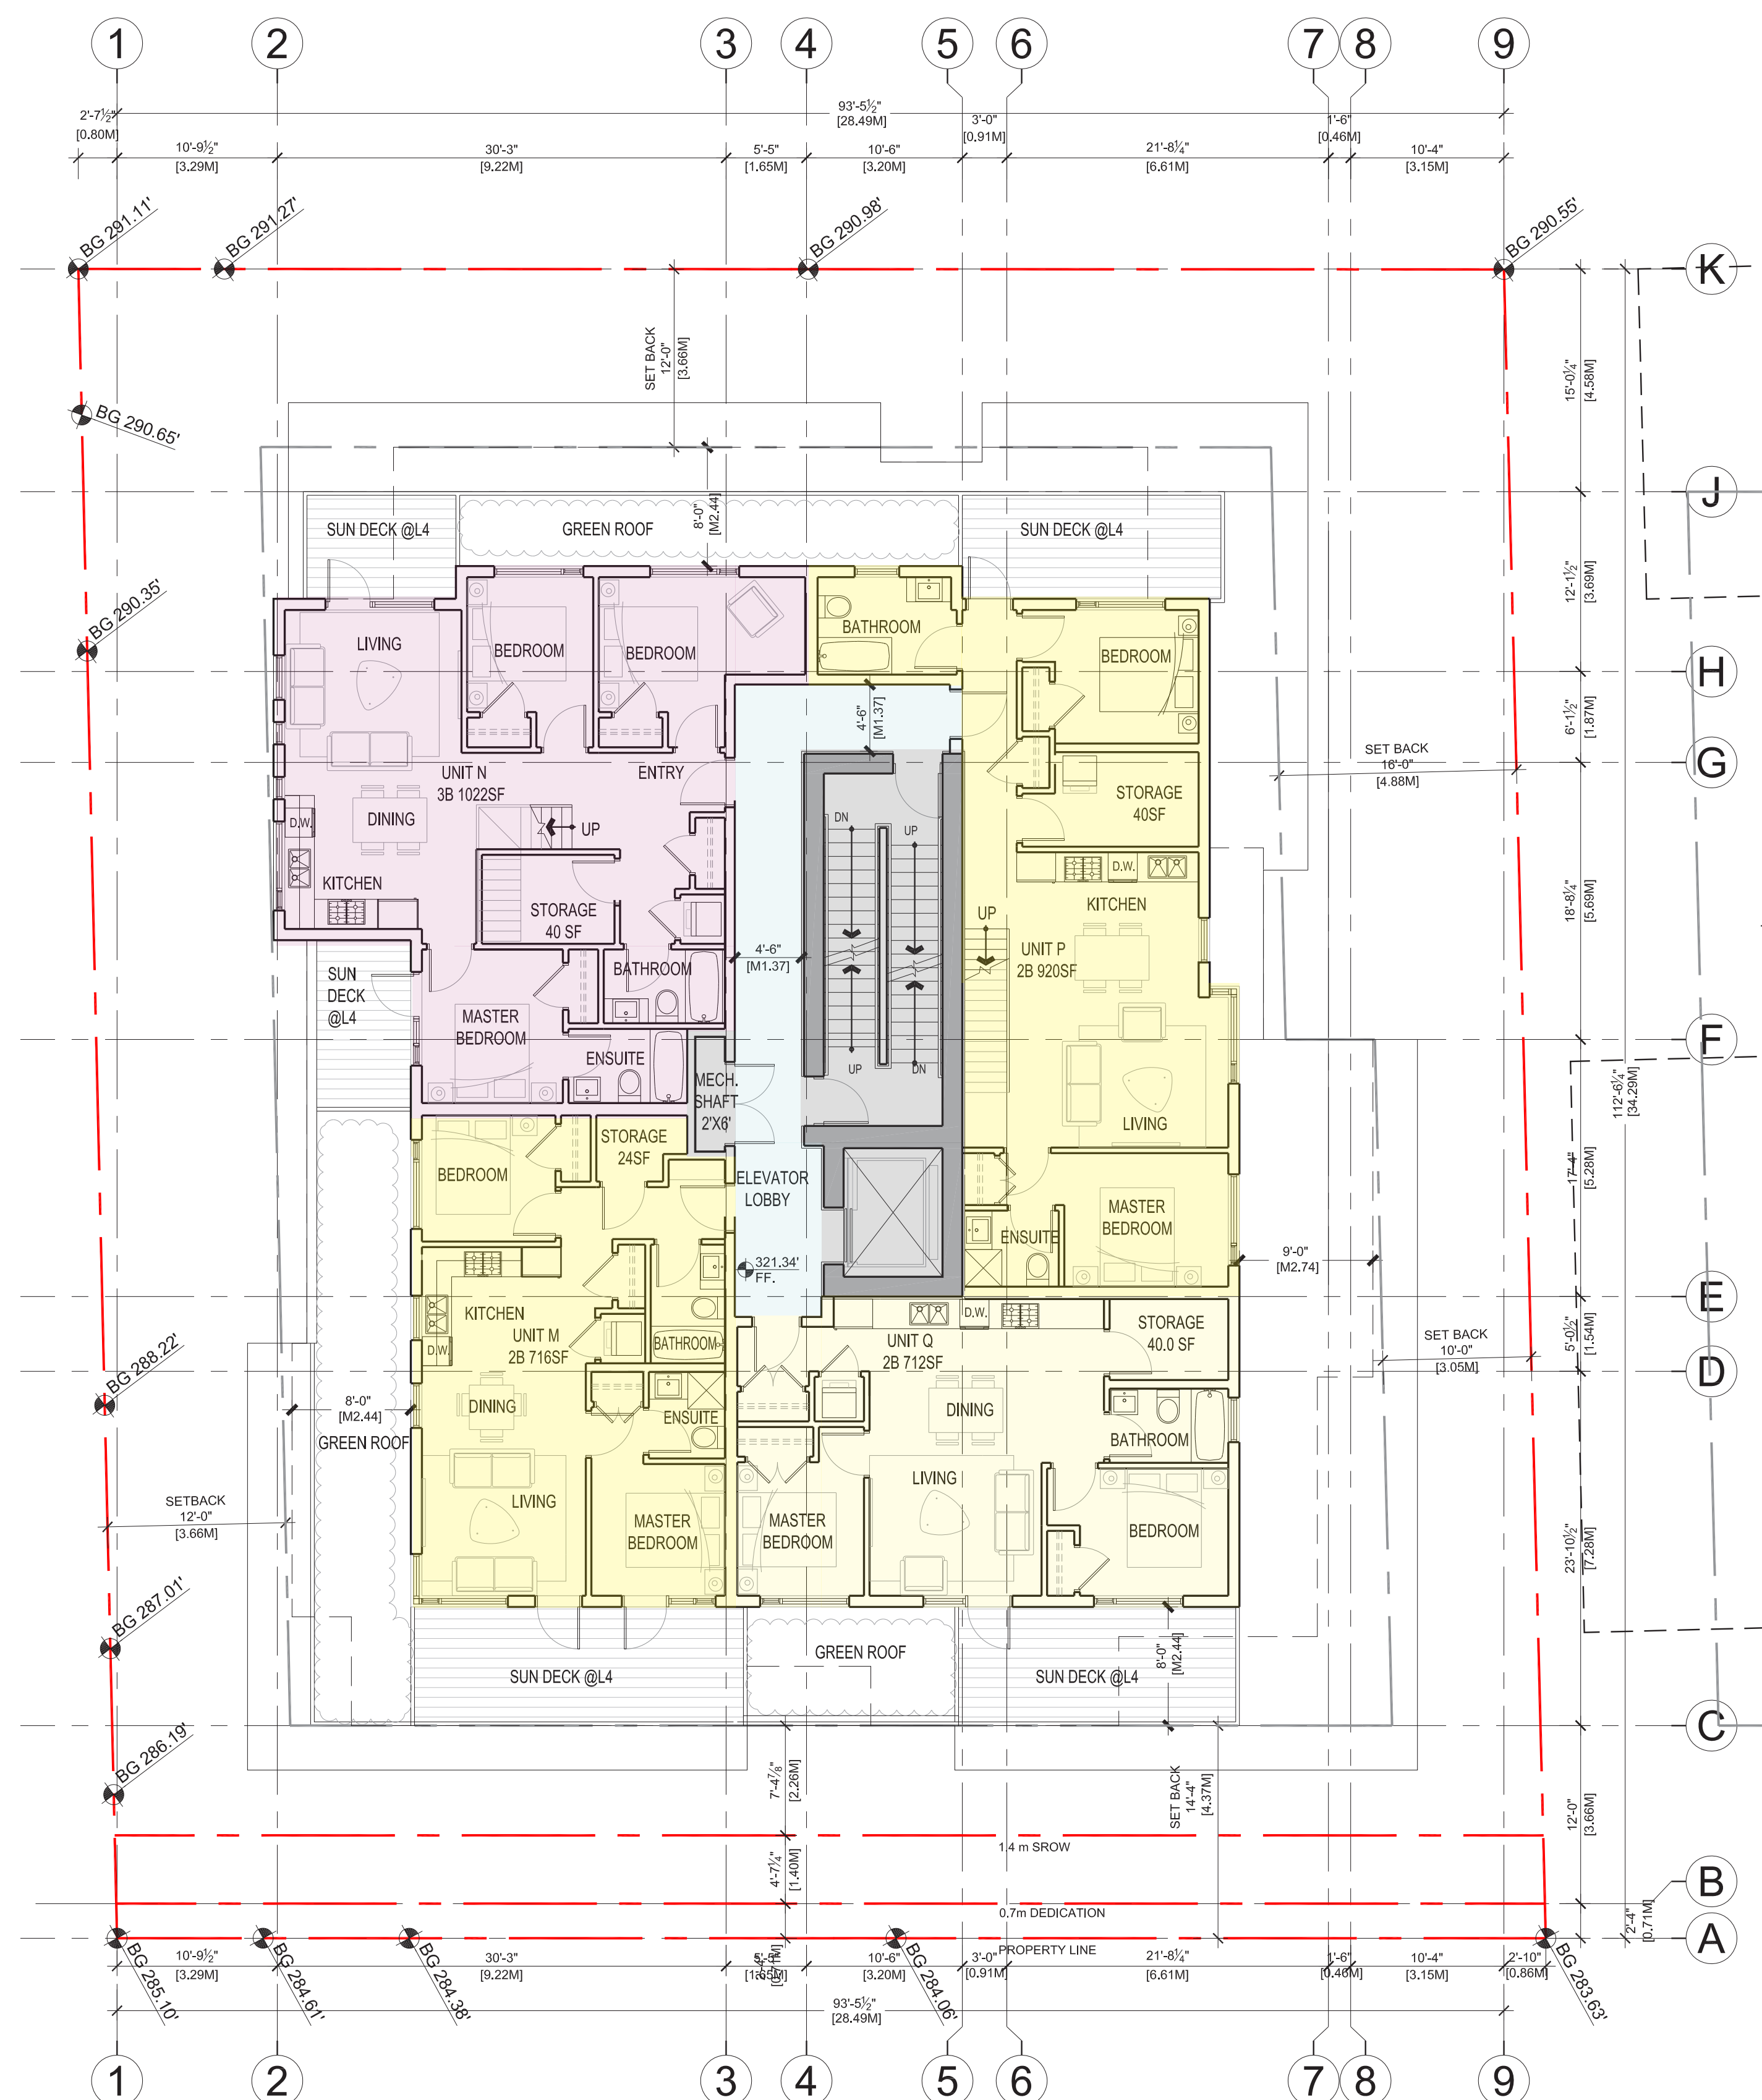 1 2 3 4 5 6 7 8 9
93'-5½"
[28.49M]
2'-7½"
[0.80M]
3'-0"
[0.91M]
1'-6"
[0.46M]
10'-9½"
[3.29M]
30'-3"
[9.22M]
5'-5"
[1.65M]
10'-6"
[3.20M]
21'-8¼"
[6.61M]
10'-4"
[3.15M]
BG 291.11'
BG 291.27'
BG 290.98'
BG 290.55'
K
SET BACK
12'-0"
[3.66M]
15'-0¼"
[4.58M]
BG 290.65'
J
SUN DECK @L4
GREEN ROOF
8'-0"
[M2.44]
SUN DECK @L4
12'-1½"
[3.69M]
BG 290.35'
LIVING
BEDROOM
BEDROOM
BATHROOM
BEDROOM
H
4'-6"
[M1.37]
6'-1½"
[1.87M]
SET BACK
16'-0"
[4.88M]
G
UNIT N
3B 1022SF
ENTRY
STORAGE
40SF
D.W.
DINING
UP
DN
UP
KITCHEN
D.W.
KITCHEN
STORAGE
40 SF
UP
18'-8¼"
[5.69M]
UNIT P
2B 920SF
4'-6"
[M1.37]
BATHROOM
SUN
DECK
@L4
MASTER
BEDROOM
F
ENSUITE
MECH.
SHAFT
2'X6'
UP
DN
112'-6¼"
[34.29M]
LIVING
STORAGE
24SF
BEDROOM
ELEVATOR
LOBBY
17'-4"
[5.28M]
MASTER
BEDROOM
ENSUITE
9'-0"
[M2.74]
321.34'
FF.
E
KITCHEN
UNIT M
2B 716SF
D.W.
BATHROOM
D.W.
UNIT Q
2B 712SF
STORAGE
40.0 SF
5'-0½"
[1.54M]
SET BACK
10'-0"
[3.05M]
BG 288.22'
D
8'-0"
[M2.44]
DINING
ENSUITE
DINING
BATHROOM
GREEN ROOF
LIVING
LIVING
SETBACK
12'-0"
[3.66M]
MASTER
BEDROOM
MASTER
BEDROOM
BEDROOM
23'-10½"
[7.28M]
BG 287.01'
SUN DECK @L4
GREEN ROOF
SUN DECK @L4
8'-0"
[M2.44]
C
BG 286.19'
7'-4⅞"
[2.26M]
SET BACK
14'-4"
[4.37M]
12'-0"
[3.66M]
1.4 m SROW
4'-7¼"
[1.40M]
B
0.7m DEDICATION
2'-4"
[0.71M]
A
PROPERTY LINE
BG 285.10'
BG 284.61'
BG 284.38'
BG 284.06'
BG 283.63'
10'-9½"
[3.29M]
30'-3"
[9.22M]
10'-6"
[3.20M]
3'-0"
[0.91M]
21'-8¼"
[6.61M]
1'-6"
[0.46M]
10'-4"
[3.15M]
2'-10"
[0.86M]
93'-5½"
[28.49M]
1 2 3 4 5 6 7 8 9